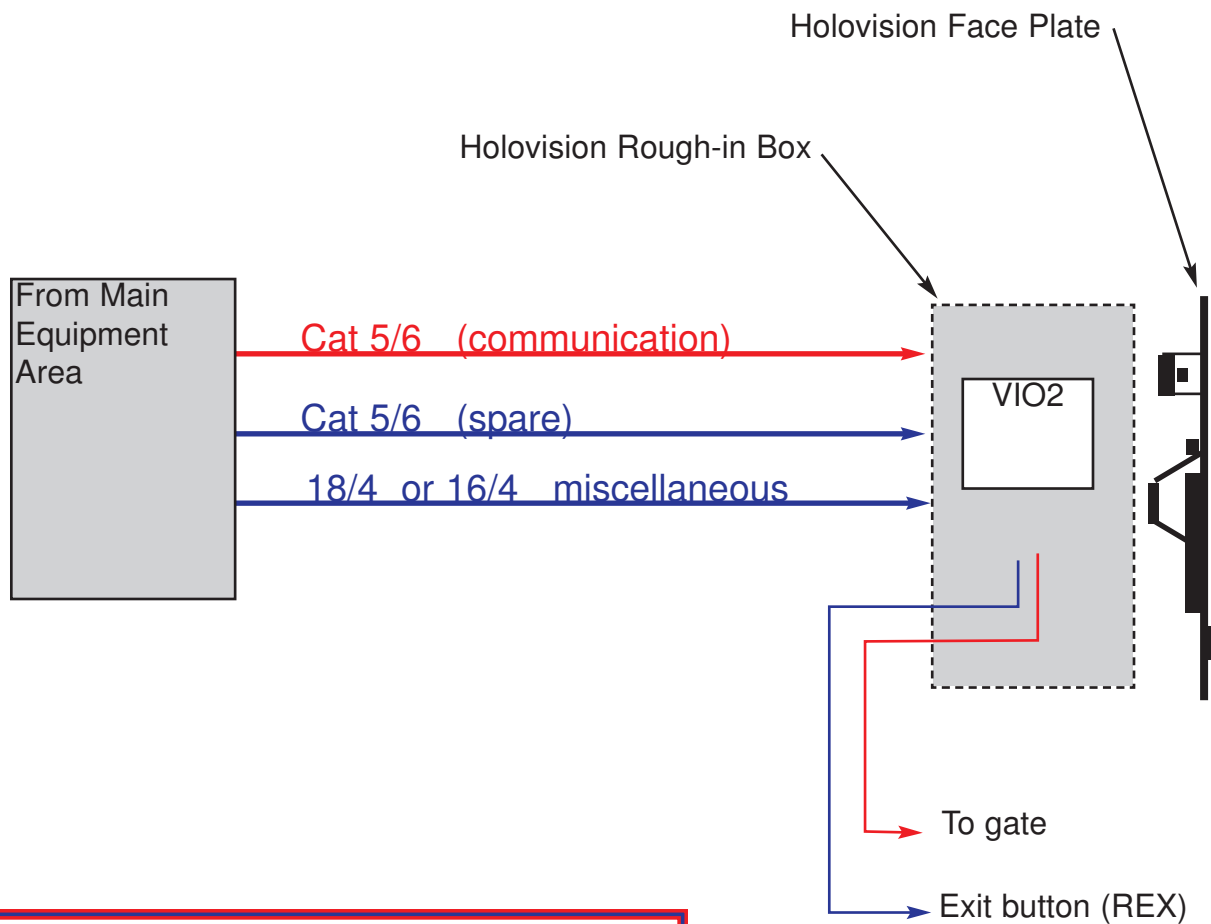 Holovision Face Plate
Holovision Rough-in Box
From Main
Equipment
Area
Cat 5/6 (communication)
Cat 5/6 (spare)
18/4 or 16/4 miscellaneous
VIO2
To gate
Exit button (REX)